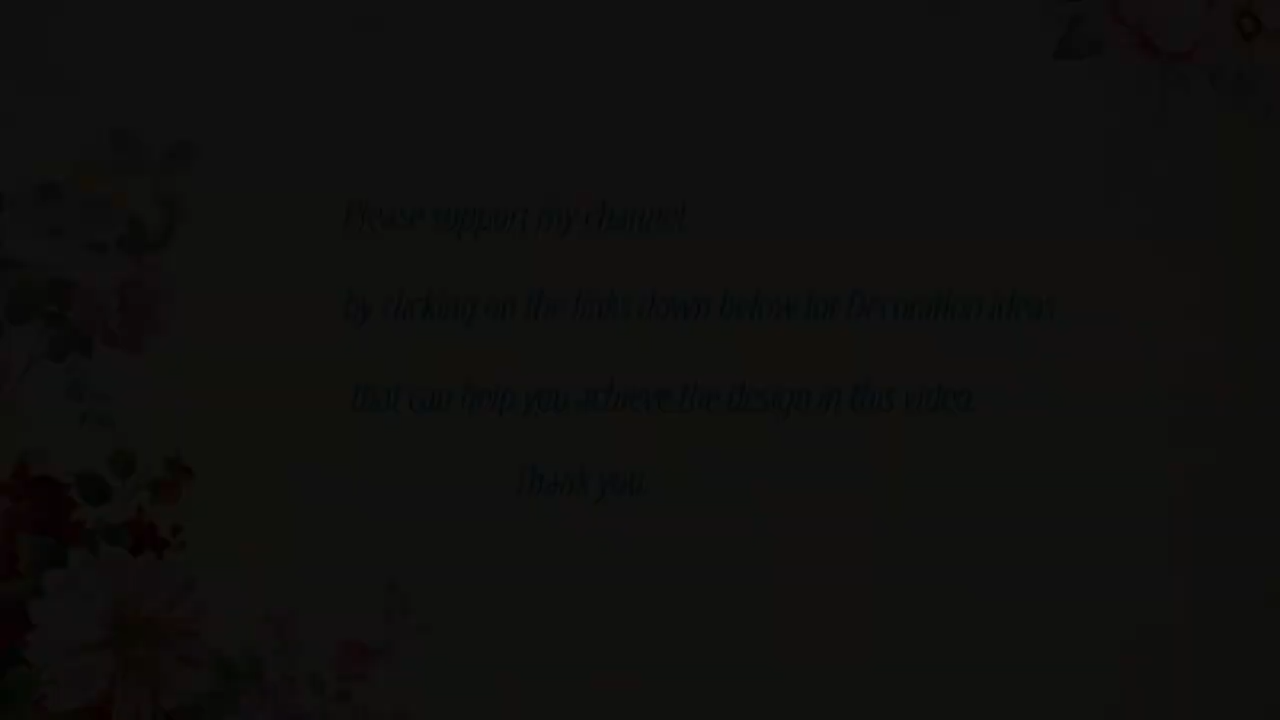 Please support my channel
by clicking on the links down below for Decoration ideas
that can help you achieve the design in this video.
Thank you